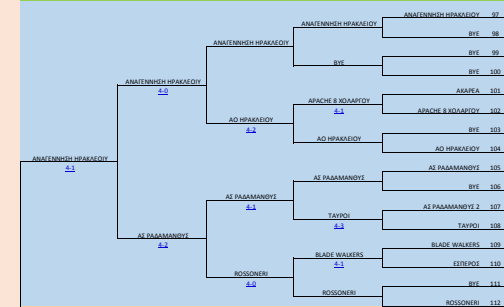 ΑΝΑΓΕΝΝΗΣΗ ΗΡΑΚΛΕΙΟΥ 97
ΑΝΑΓΕΝΝΗΣΗ ΗΡΑΚΛΕΙΟΥ
BYE 98
ΑΝΑΓΕΝΝΗΣΗ ΗΡΑΚΛΕΙΟΥ
BYE 99
BYE
BYE 100
ΑΝΑΓΕΝΝΗΣΗ ΗΡΑΚΛΕΙΟΥ
4-0
ΑΚΑΡΕΑ 101
APACHE 8 ΧΟΛΑΡΓΟΥ
4-1
APACHE 8 ΧΟΛΑΡΓΟΥ 102
ΑΟ ΗΡΑΚΛΕΙΟΥ
4-2
BYE 103
ΑΟ ΗΡΑΚΛΕΙΟΥ
ΑΟ ΗΡΑΚΛΕΙΟΥ 104
ΑΝΑΓΕΝΝΗΣΗ ΗΡΑΚΛΕΙΟΥ
4-1
ΑΣ ΡΑΔΑΜΑΝΘΥΣ 105
ΑΣ ΡΑΔΑΜΑΝΘΥΣ
BYE 106
ΑΣ ΡΑΔΑΜΑΝΘΥΣ
4-1
ΑΣ ΡΑΔΑΜΑΝΘΥΣ 2 107
ΤΑΥΡΟΙ
4-3
ΤΑΥΡΟΙ 108
ΑΣ ΡΑΔΑΜΑΝΘΥΣ
4-2
BLADE WALKERS 109
BLADE WALKERS
4-1
ΕΣΠΕΡΟΣ 110
ROSSONERI
4-0
BYE 111
ROSSONERI
ROSSONERI 112